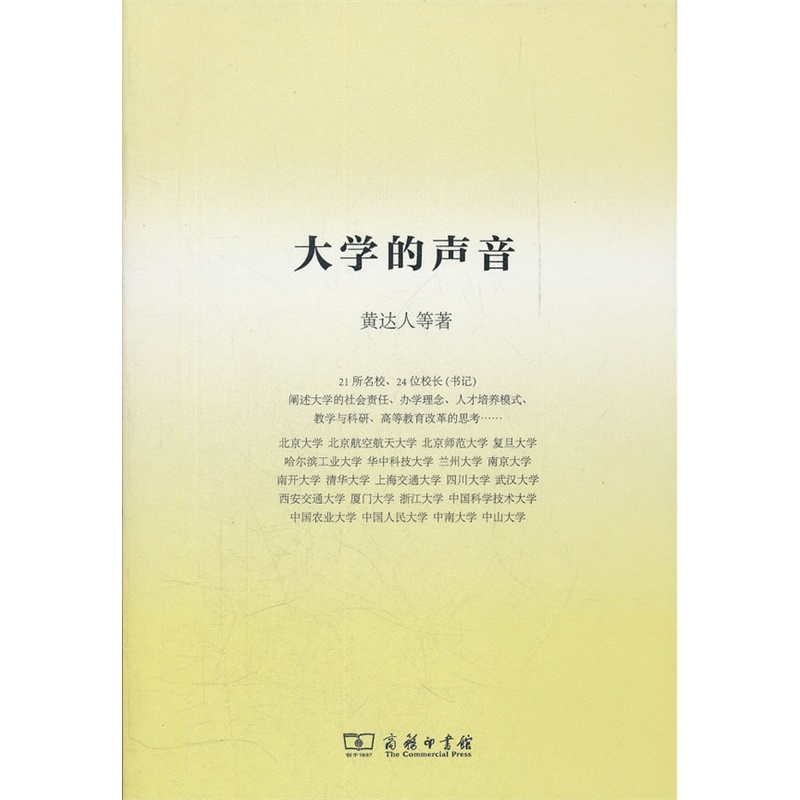 大学的声音
黄达人等著
21 所名校、24 位校长(书记)
阐述大学的社会责任、办学理念、人才培养模式、
教学与科研、高等教育改革的思考……
北京大学 北京航空航天大学 北京师范大学 复旦大学
哈尔滨工业大学 华中科技大学 兰州大学 南京大学
南开大学 清华大学 上海交通大学 四川大学 武汉大学
西安交通大学 厦门大学 浙江大学 中国科学技术大学
中国农业大学 中国人民大学 中南大学 中山大学
商務印書館
The Commercial Press
创于1897